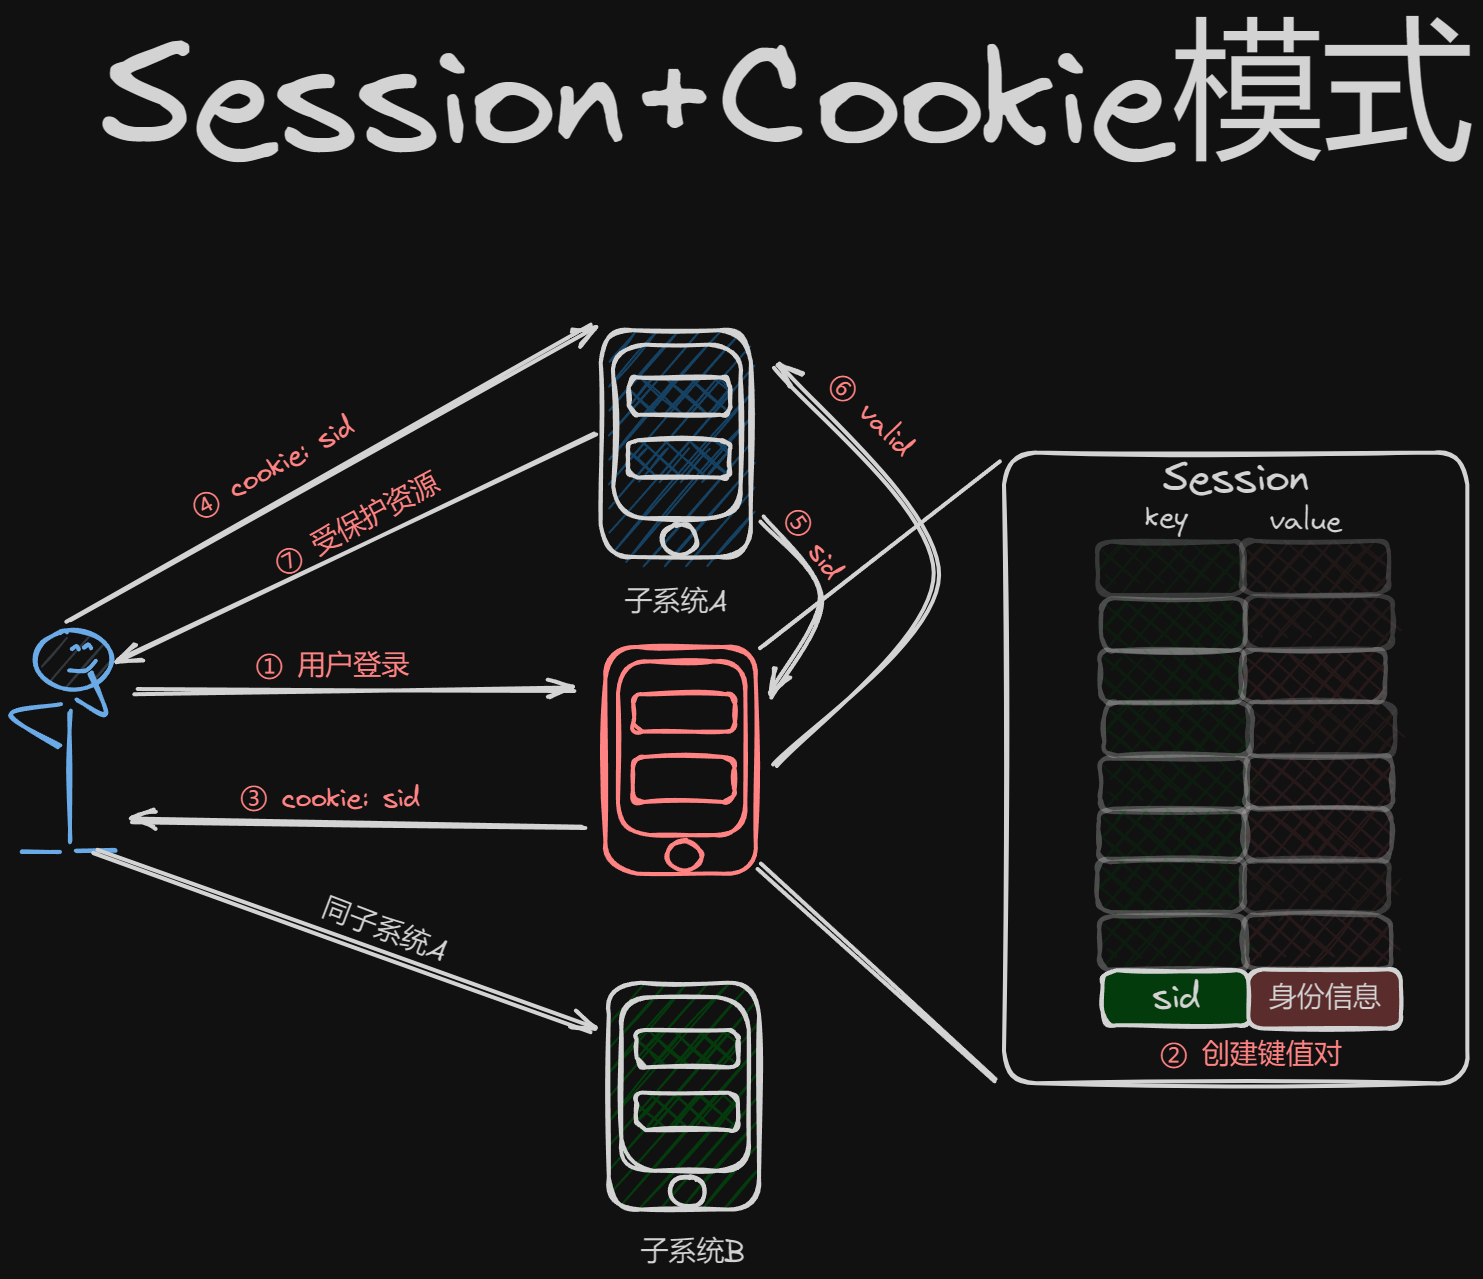 Session+Cookie模式
④ cookie: sid
⑦ 受保护资源
⑥ valid
⑤ sid
子系统A
① 用户登录
③ cookie: sid
同子系统A
子系统B
Session
key value
sid 身份信息
② 创建键值对